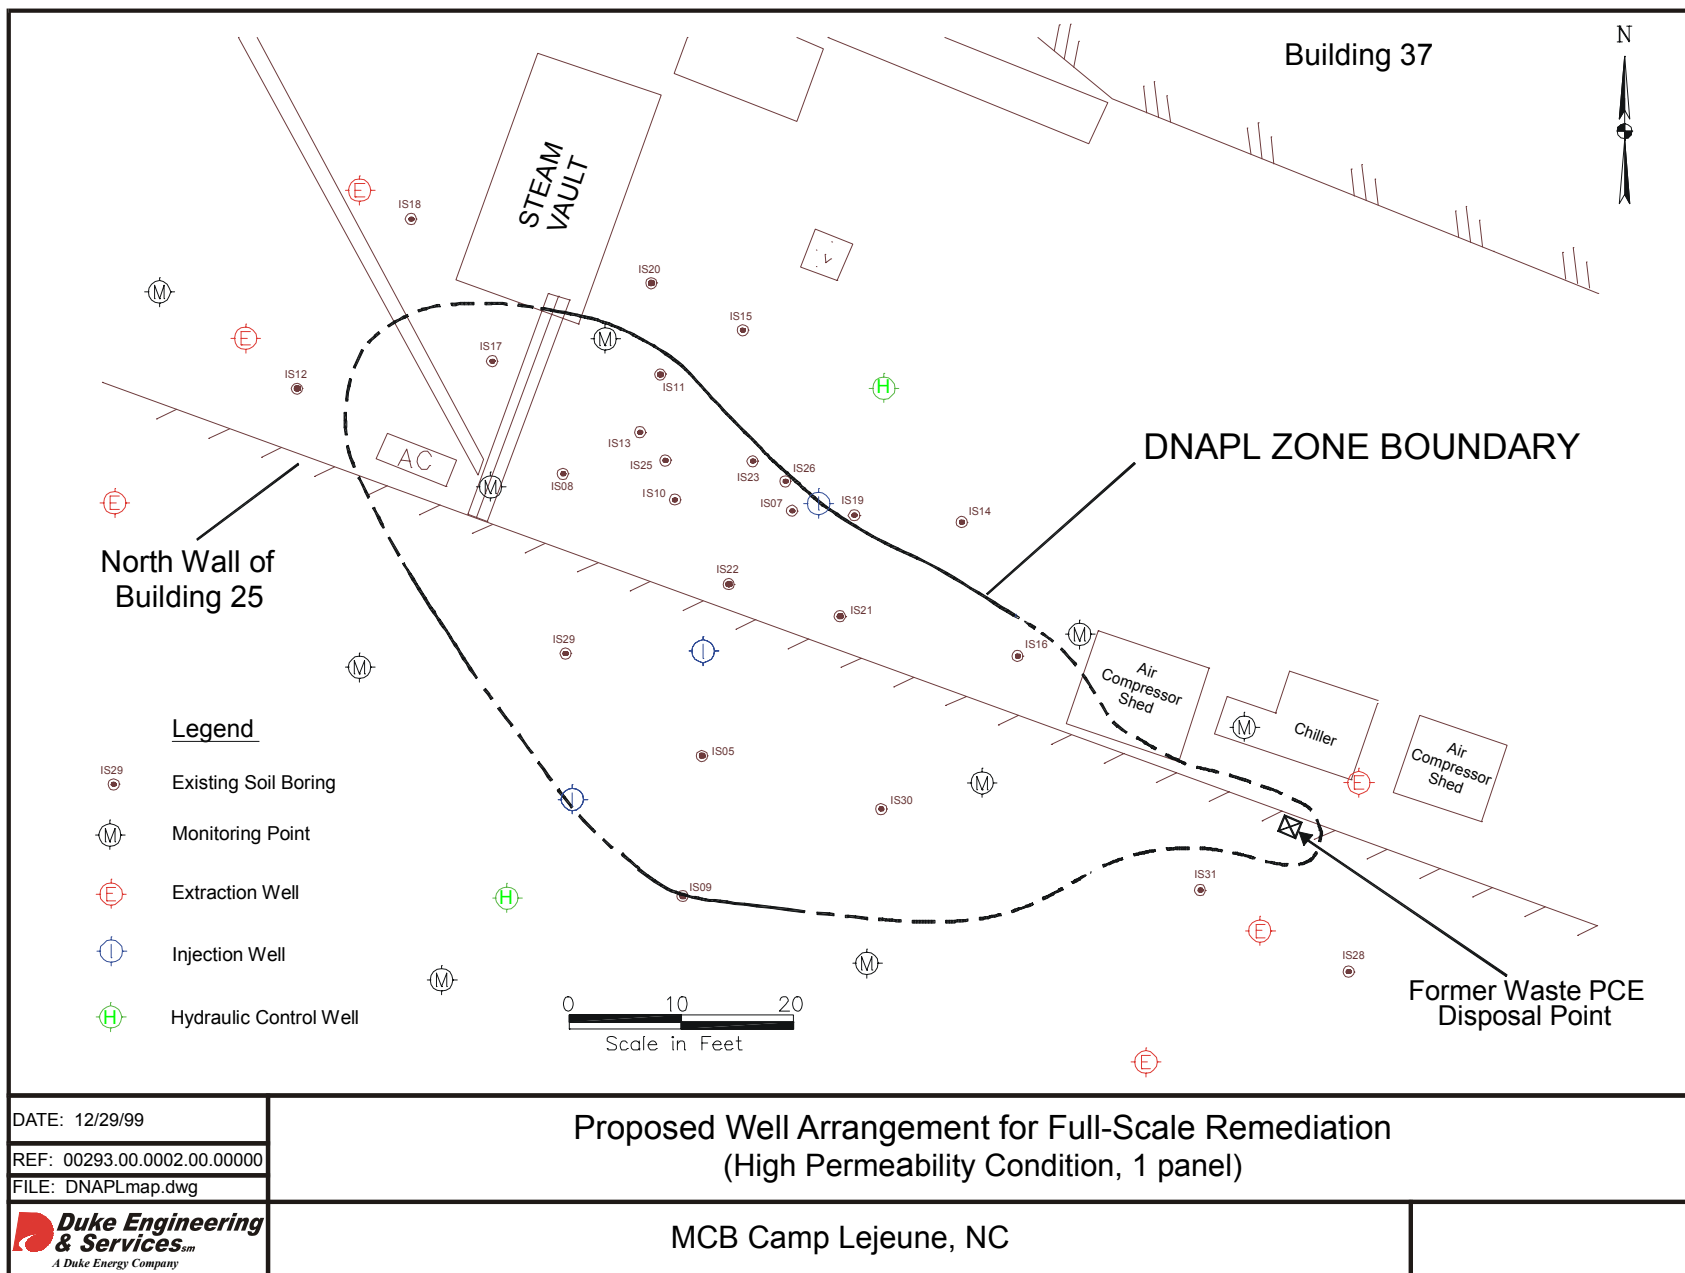 Building 37
N
STEAM
VAULT
V
E
IS18
M
IS20
E
IS15
M
IS17
IS12
IS11
H
IS13
AC
IS25
IS23
IS26
DNAPL ZONE BOUNDARY
IS08
M
IS10
IS07
I
IS19
IS14
E
North Wall of
Building 25
IS22
IS21
M
IS29
I
IS16
M
Air
Compressor
Shed
M
Chiller
Air
Compressor
Shed
IS05
M
E
I
IS30
IS09
H
IS31
E
M
M
IS28
Former Waste PCE
Disposal Point
E
Legend
IS29
Existing Soil Boring
M
Monitoring Point
E
Extraction Well
I
Injection Well
H
Hydraulic Control Well
0 10 20
Scale in Feet
DATE: 12/29/99
REF: 00293.00.0002.00.00000
FILE: DNAPLmap.dwg
Proposed Well Arrangement for Full-Scale Remediation
(High Permeability Condition, 1 panel)
Duke Engineering
& Services sm
A Duke Energy Company
MCB Camp Lejeune, NC